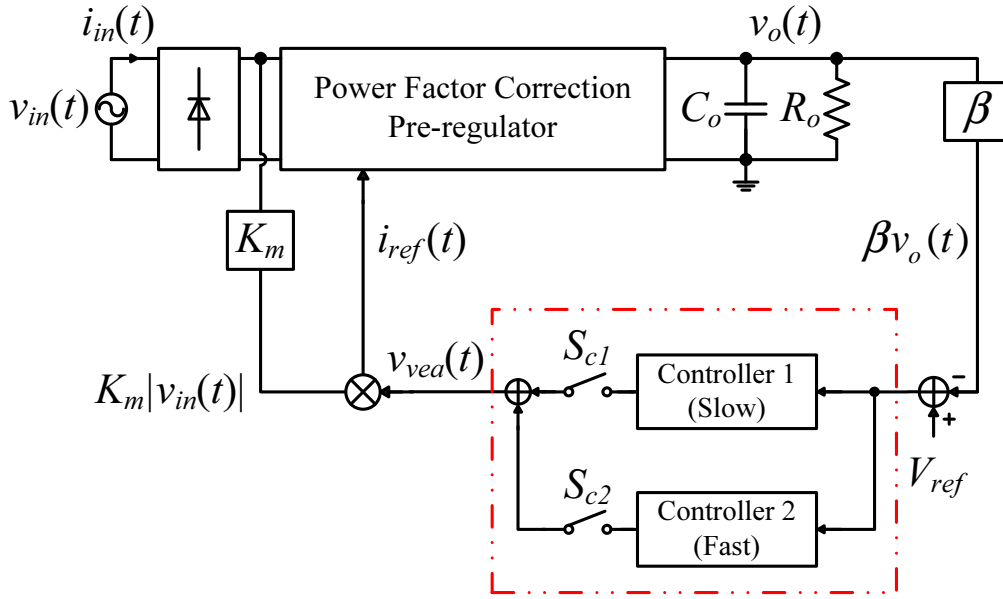 i_in(t)
v_in(t)
Power Factor Correction
Pre-regulator
v_o(t)
C_o
R_o
β
K_m
i_ref(t)
βv_o(t)
K_m|v_in(t)|
v_vea(t)
S_c1
Controller 1
(Slow)
-
+
V_ref
S_c2
Controller 2
(Fast)